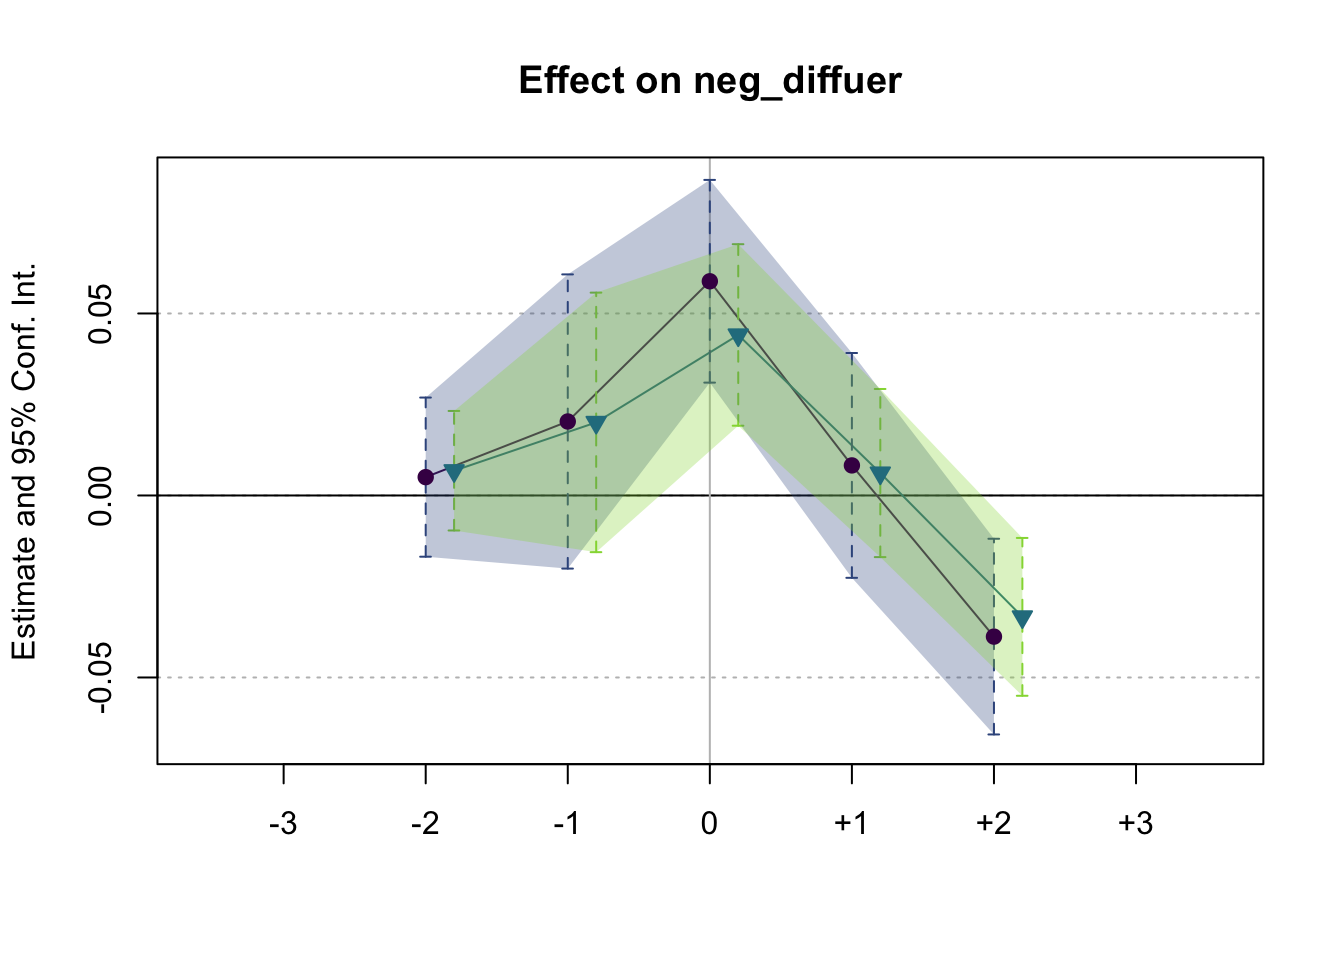 Effect on neg_diffuer
Estimate and 95% Conf. Int.
0.05
0.00
-0.05
-3 -2 -1 0 +1 +2 +3